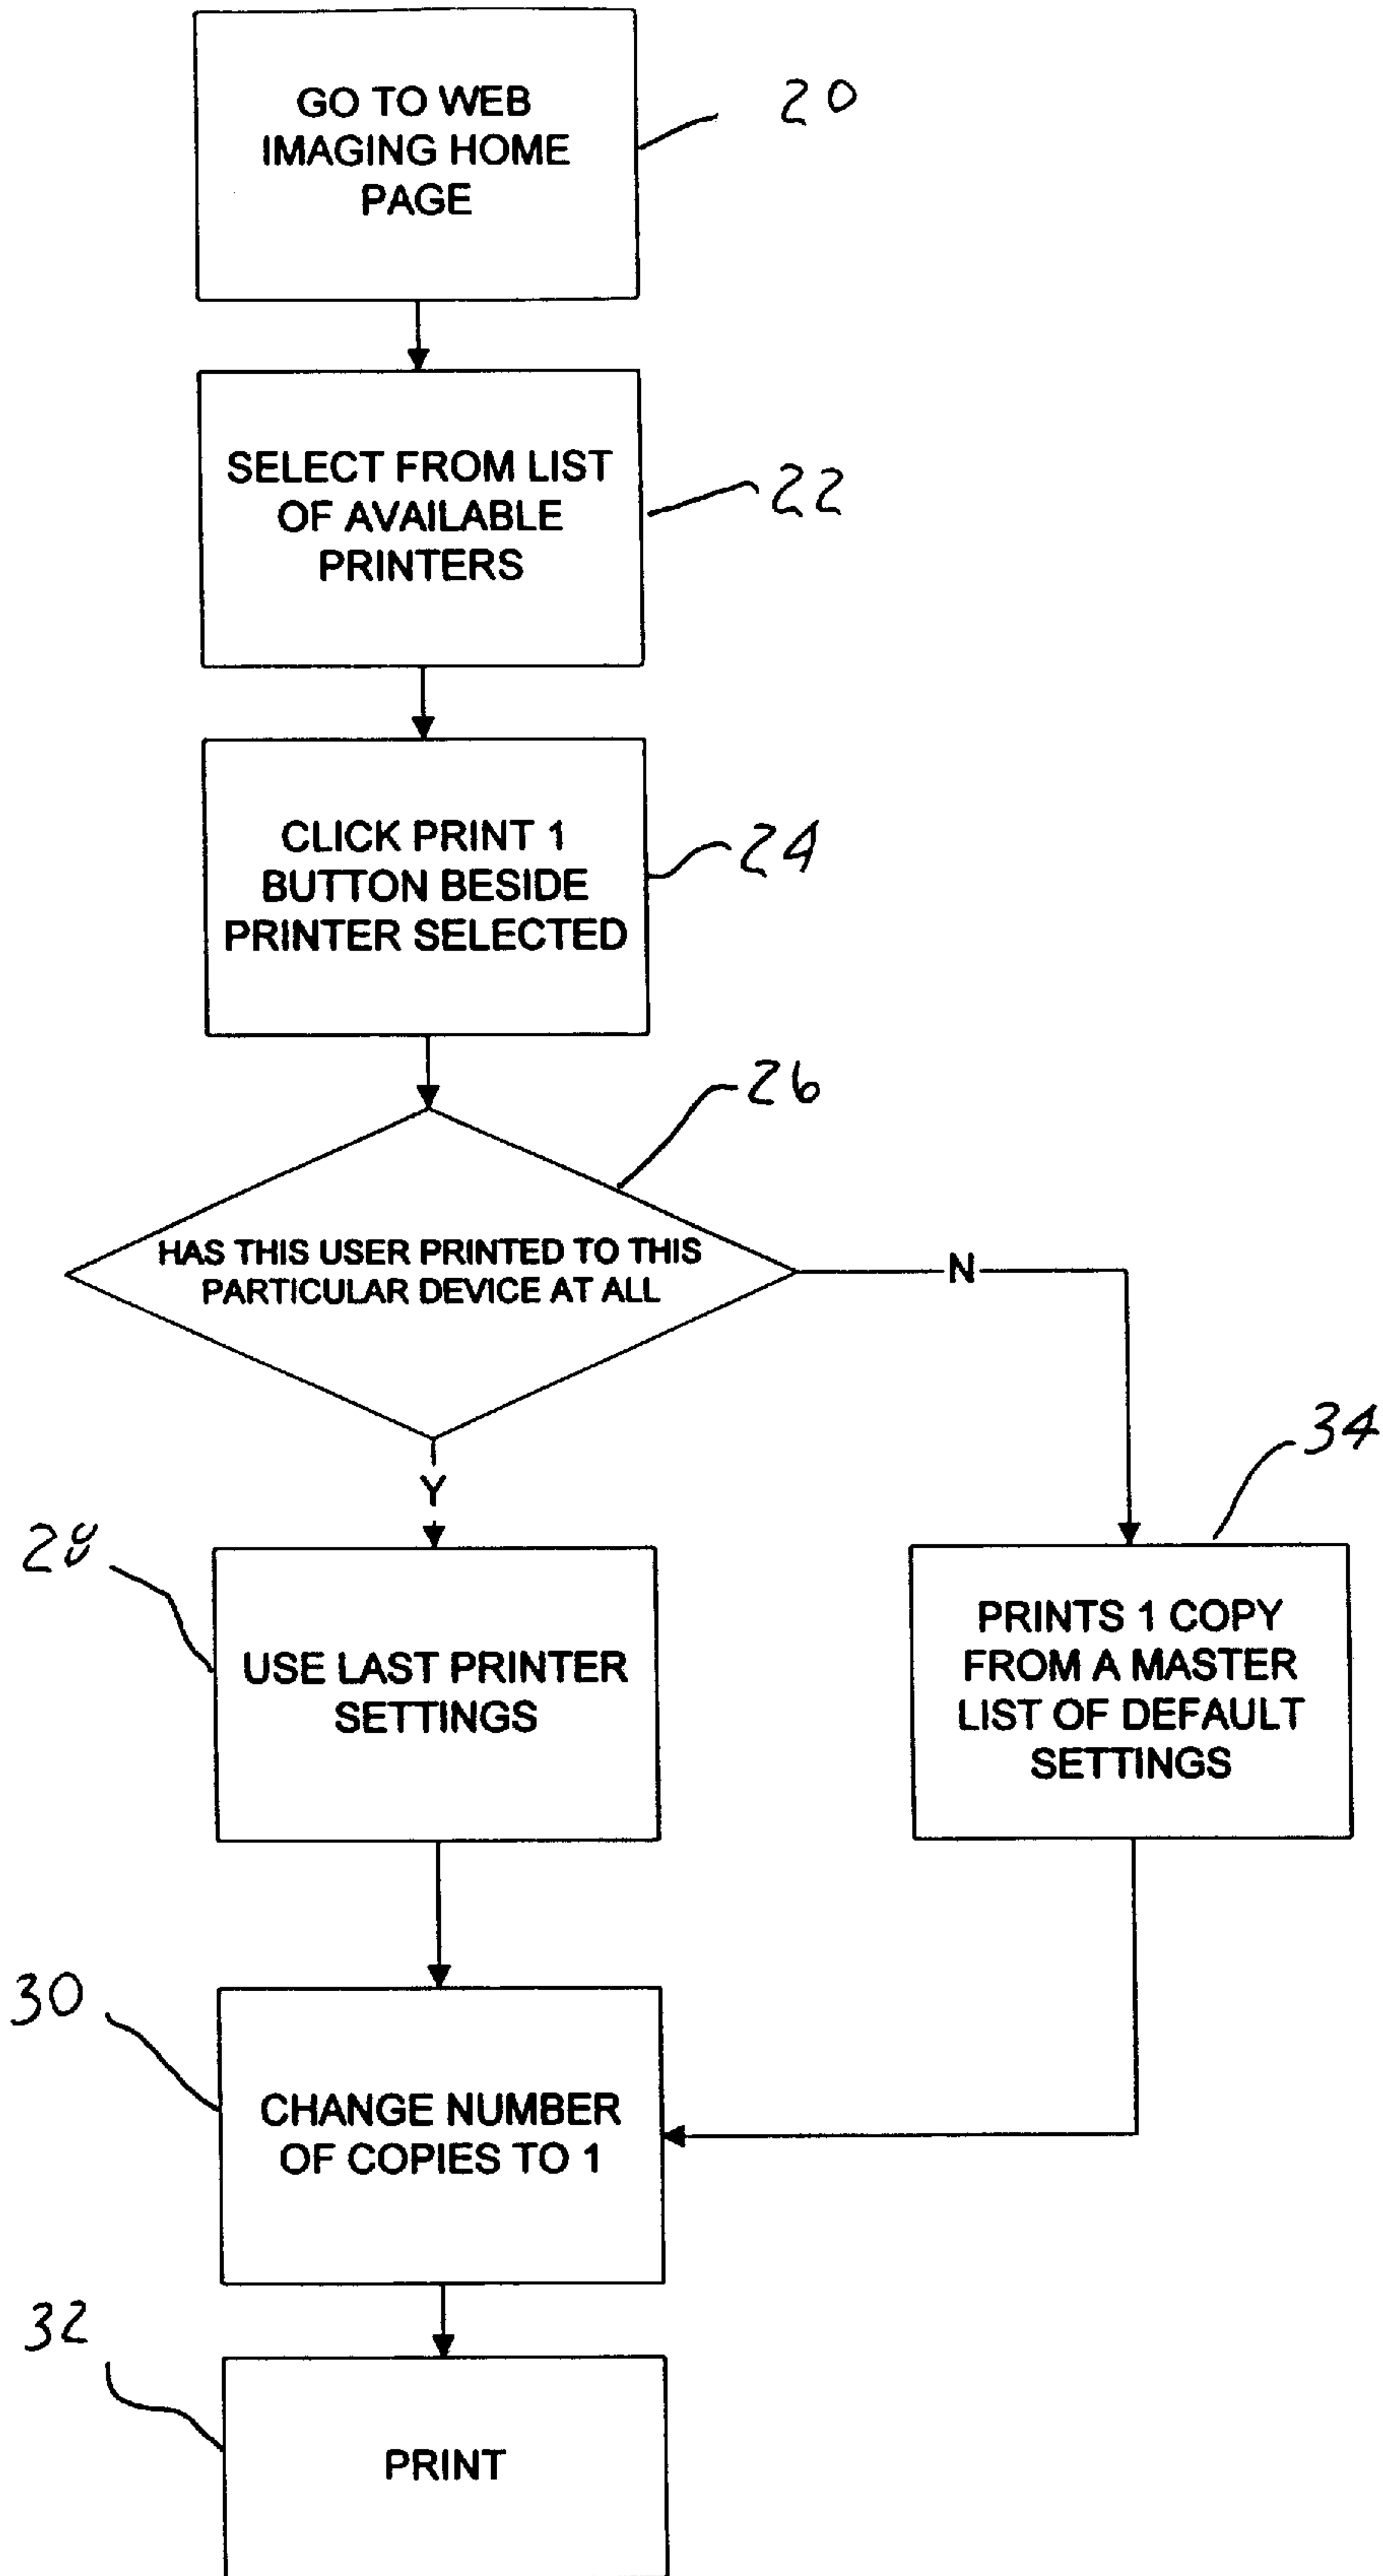 GO TO WEB
IMAGING HOME
PAGE
20
SELECT FROM LIST
OF AVAILABLE
PRINTERS
22
CLICK PRINT 1
BUTTON BESIDE
PRINTER SELECTED
24
26
HAS THIS USER PRINTED TO THIS
PARTICULAR DEVICE AT ALL
N
Y
34
28
USE LAST PRINTER
SETTINGS
PRINTS 1 COPY
FROM A MASTER
LIST OF DEFAULT
SETTINGS
30
CHANGE NUMBER
OF COPIES TO 1
32
PRINT